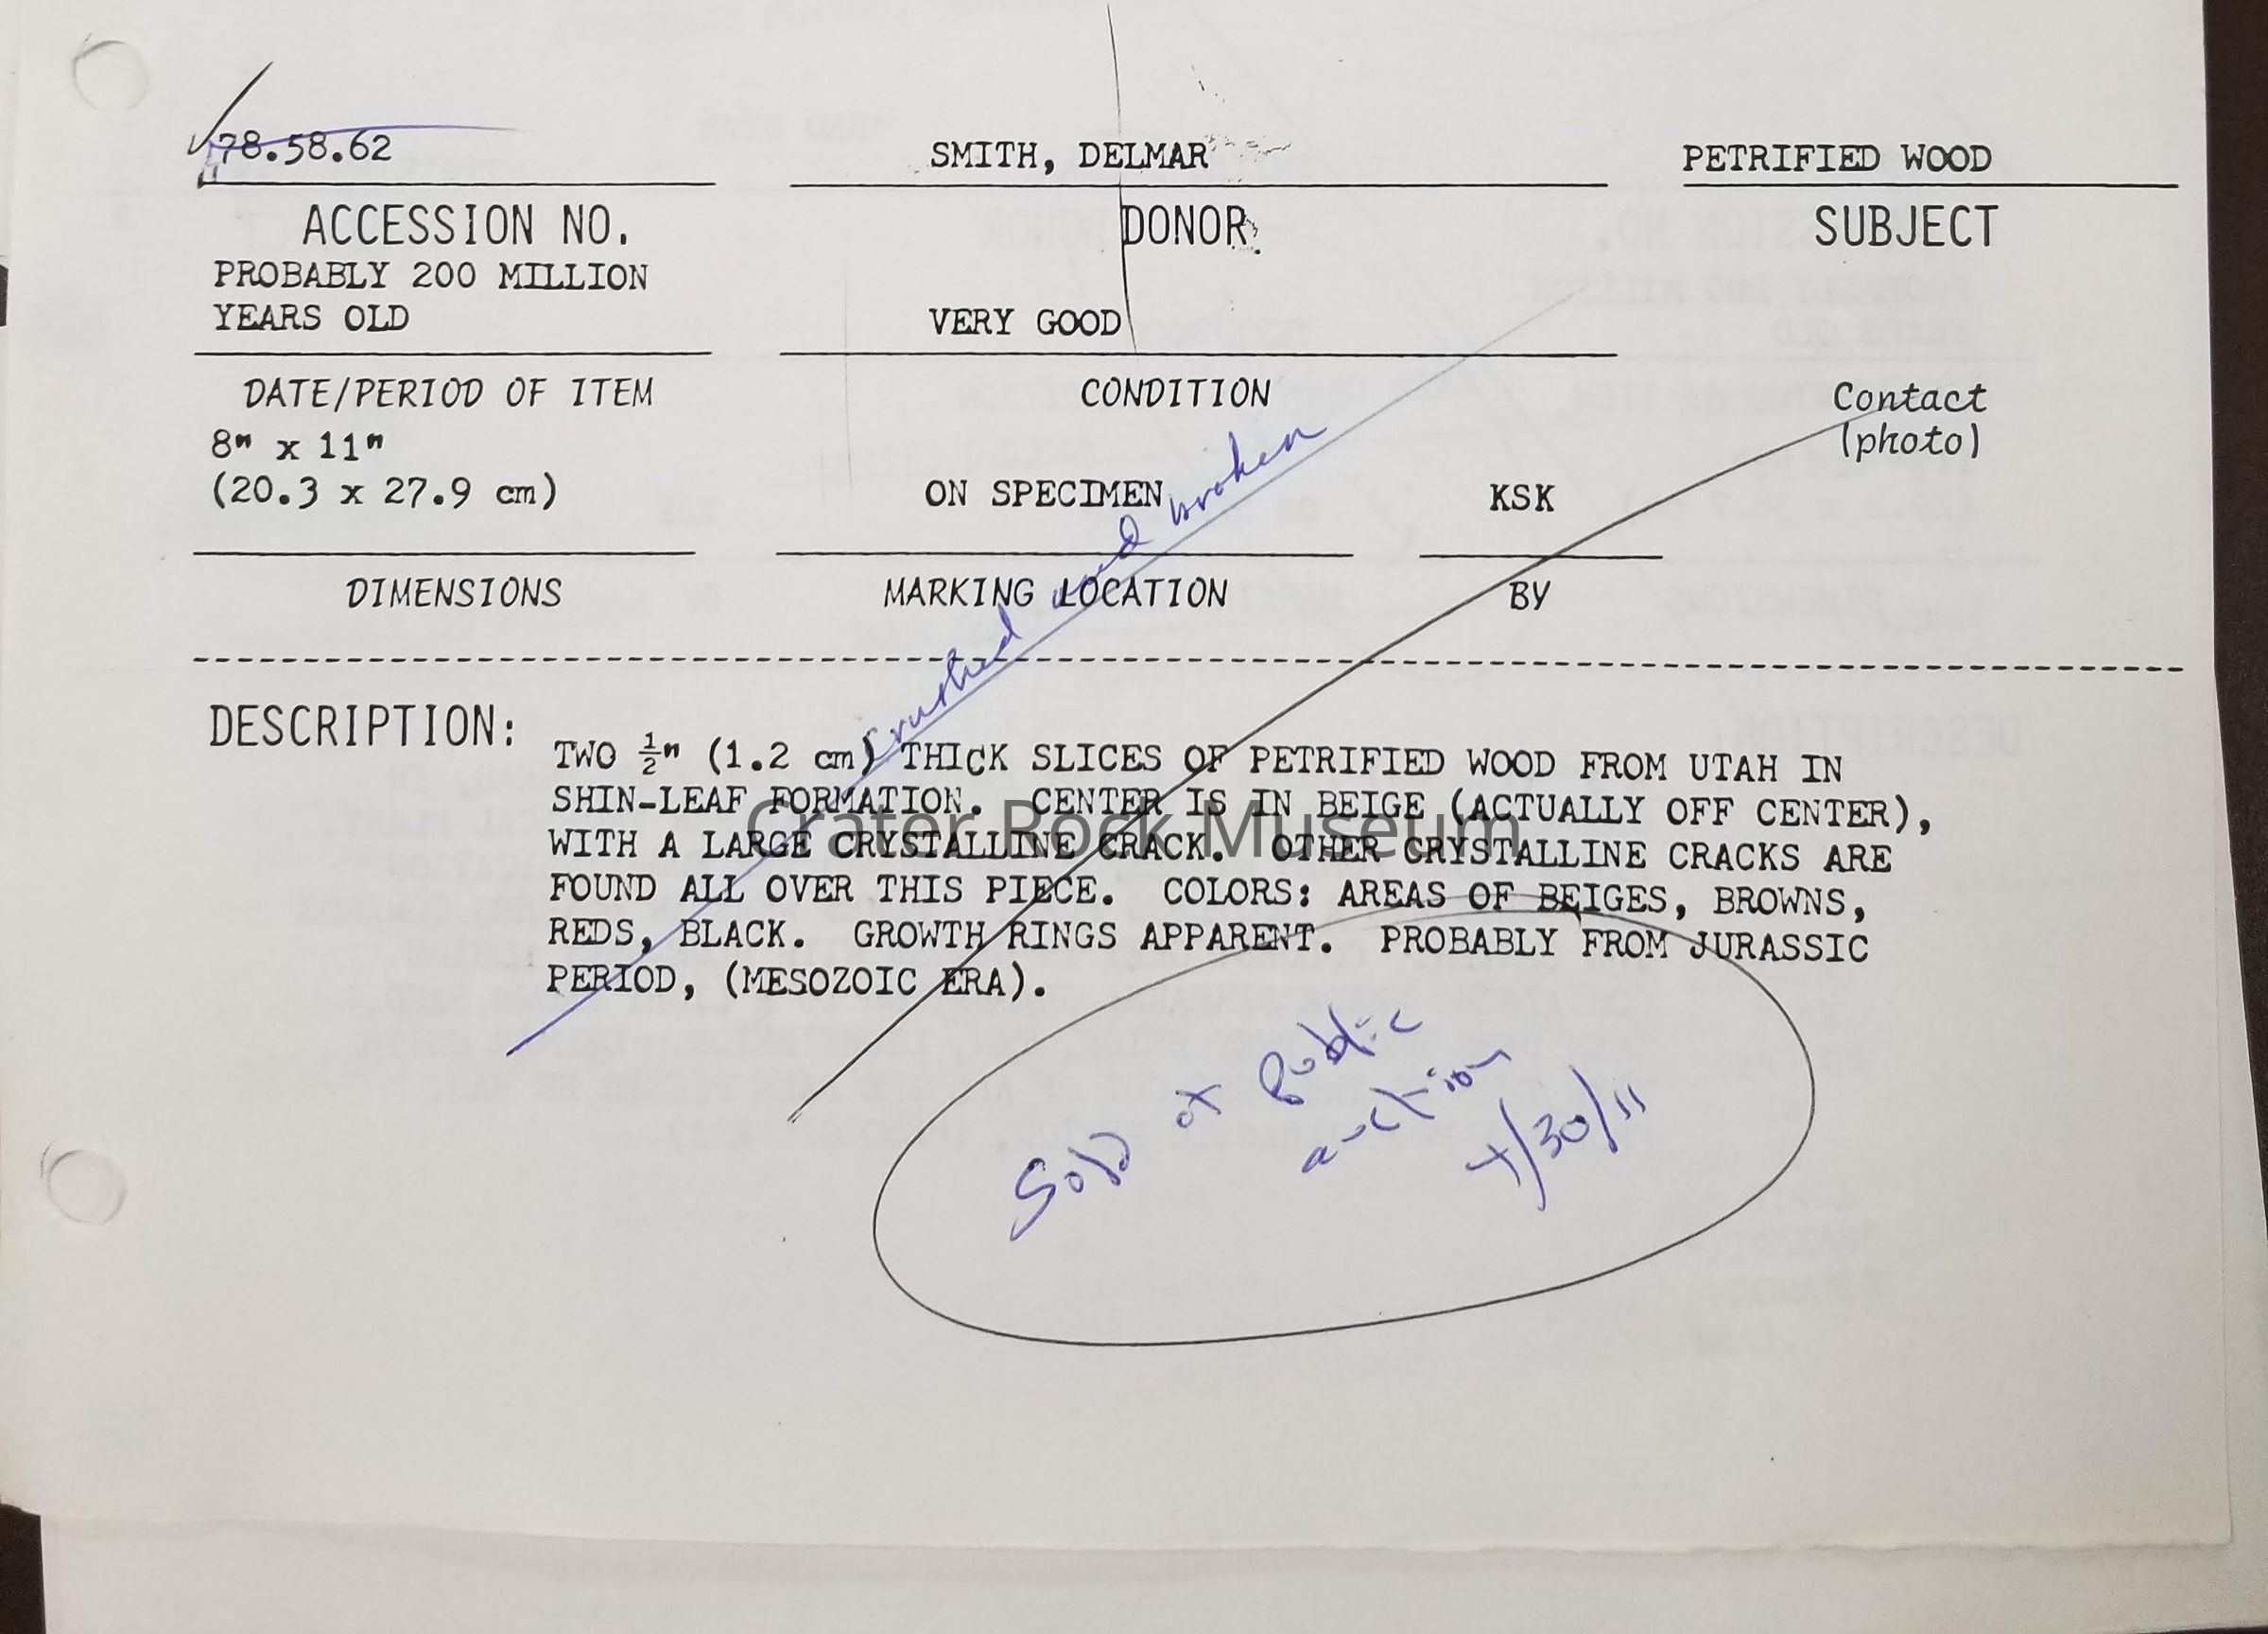 78.58.62
SMITH, DELMAR
PETRIFIED WOOD
ACCESSION NO.
DONOR
SUBJECT
PROBABLY 200 MILLION
YEARS OLD
VERY GOOD
DATE/PERIOD OF ITEM
CONDITION
Contact
(photo)
8" x 11"
(20.3 x 27.9 cm)
ON SPECIMEN
KSK
DIMENSIONS
MARKING LOCATION
BY
Crushed and broken
DESCRIPTION:
TWO ½" (1.2 cm) THICK SLICES OF PETRIFIED WOOD FROM UTAH IN
SHIN-LEAF FORMATION. CENTER IS IN BEIGE (ACTUALLY OFF CENTER),
WITH A LARGE CRYSTALLINE CRACK. OTHER CRYSTALLINE CRACKS ARE
FOUND ALL OVER THIS PIECE. COLORS: AREAS OF BEIGES, BROWNS,
REDS, BLACK. GROWTH RINGS APPARENT. PROBABLY FROM JURASSIC
PERIOD, (MESOZOIC ERA).
Crater Rock Museum
Sold at Public
auction
4/30/11